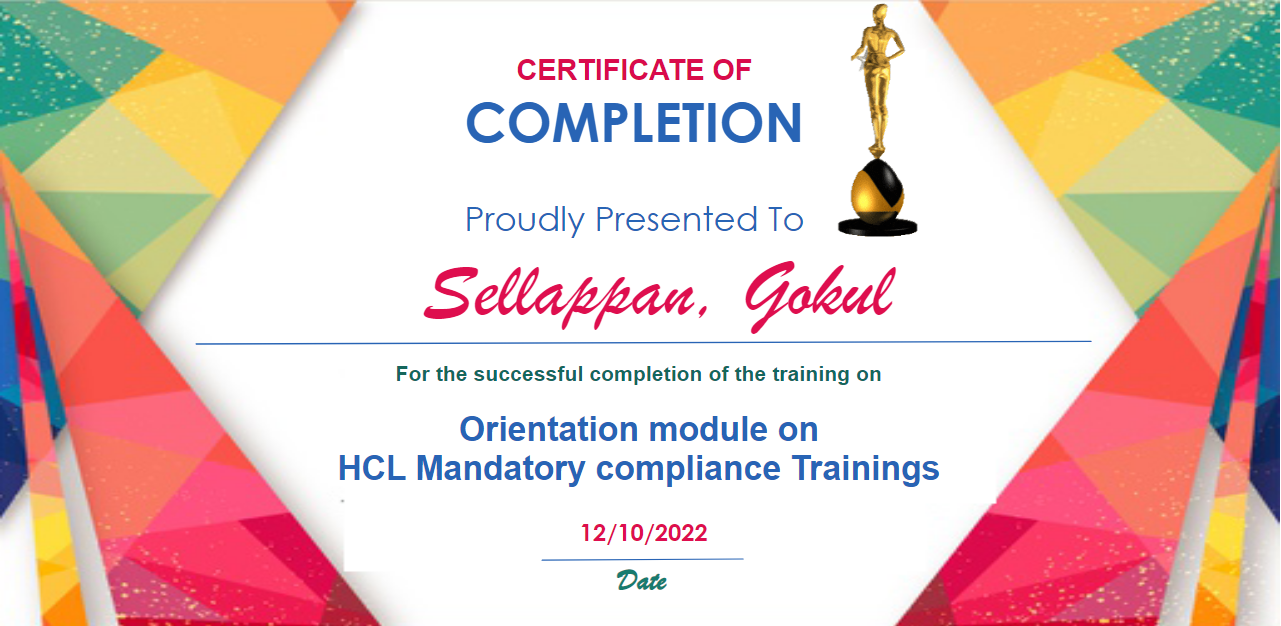 CERTIFICATE OF
COMPLETION
Proudly Presented To
Sellappan, Gokul
For the successful completion of the training on
Orientation module on
HCL Mandatory compliance Trainings
12/10/2022
Date